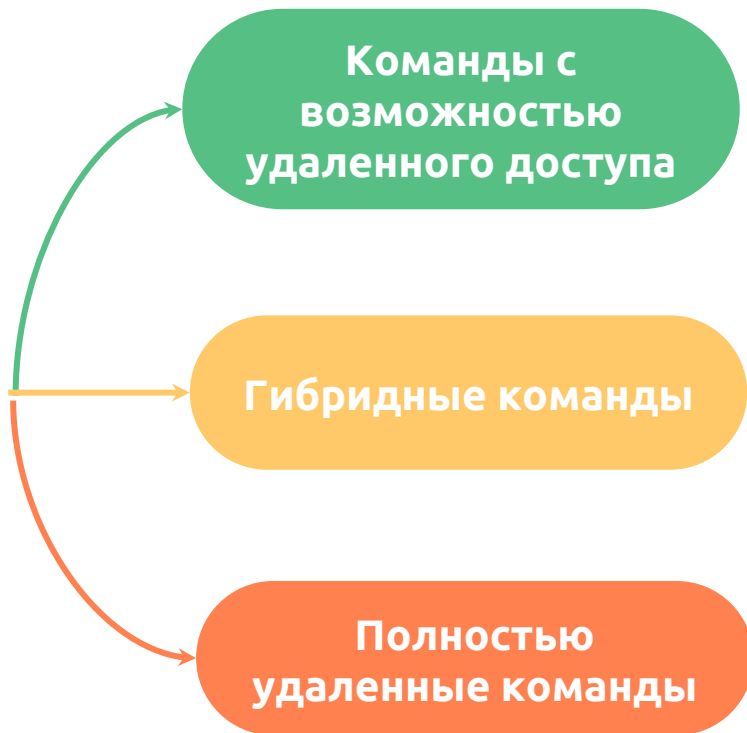 Команды с
возможностью
удаленного доступа
Гибридные команды
Полностью
удаленные команды